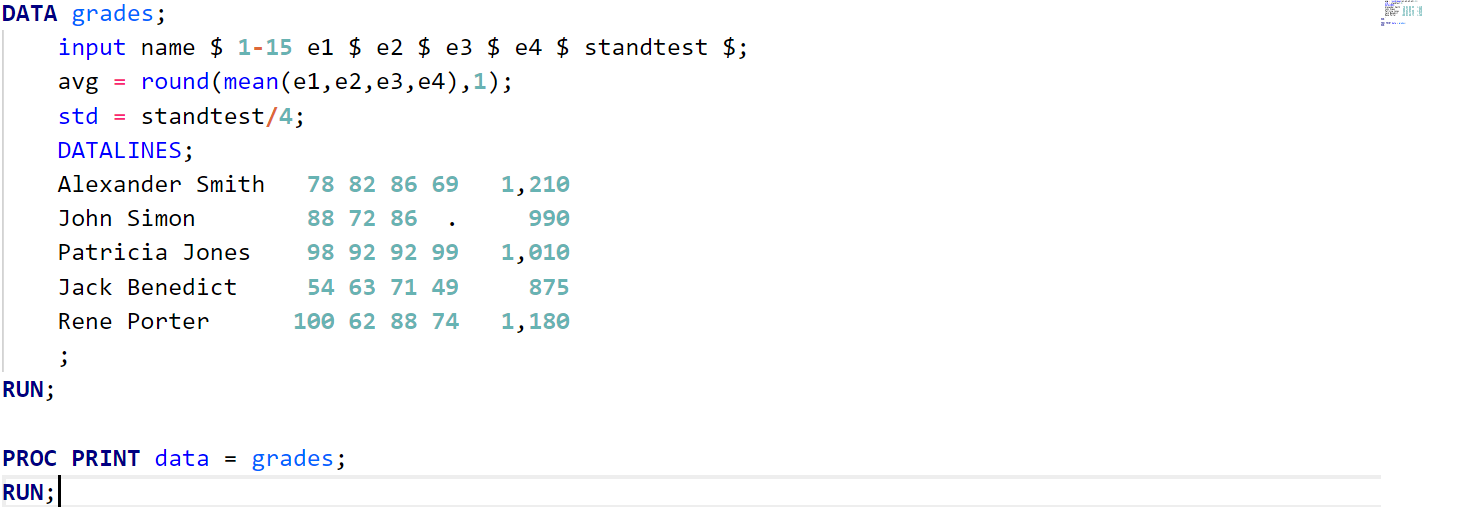 DATA grades;
    input name $ 1-15 e1 $ e2 $ e3 $ e4 $ standtest $;
    avg = round(mean(e1,e2,e3,e4),1);
    std = standtest/4;
    DATALINES;
    Alexander Smith   78 82 86 69   1,210
    John Simon        88 72 86  .     990
    Patricia Jones    98 92 92 99   1,010
    Jack Benedict     54 63 71 49     875
    Rene Porter      100 62 88 74   1,180
    ;
RUN;

PROC PRINT data = grades;
RUN;